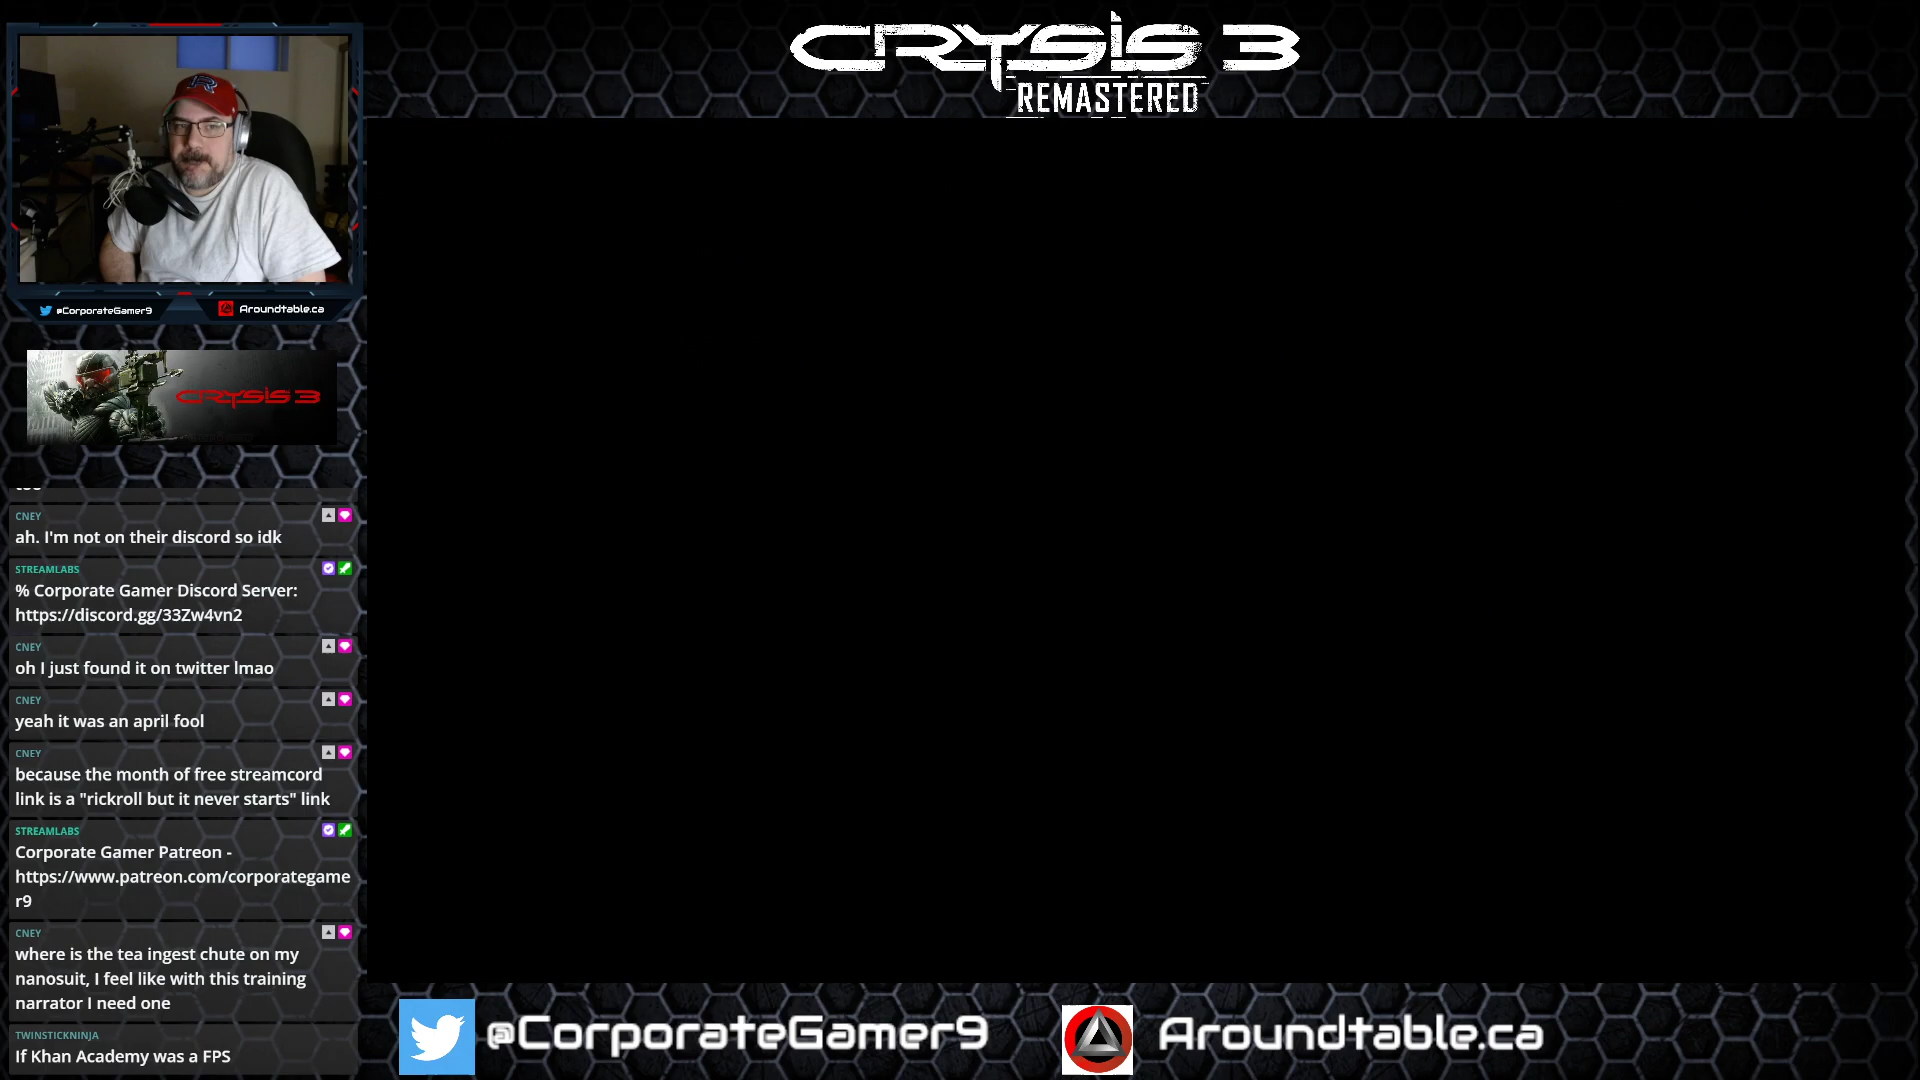 CRYSIS 3
REMASTERED
@CorporateGamer9
Aroundtable.ca
CRYSIS 3
CNEY
ah. I'm not on their discord so idk
STREAMLABS
% Corporate Gamer Discord Server:
https://discord.gg/33Zw4vn2
CNEY
oh I just found it on twitter lmao
CNEY
yeah it was an april fool
CNEY
because the month of free streamcord
link is a "rickroll but it never starts" link
STREAMLABS
Corporate Gamer Patreon -
https://www.patreon.com/corporategame
r9
CNEY
where is the tea ingest chute on my
nanosuit, I feel like with this training
narrator I need one
TWINSTICKNINJA
If Khan Academy was a FPS
@CorporateGamer9
Aroundtable.ca